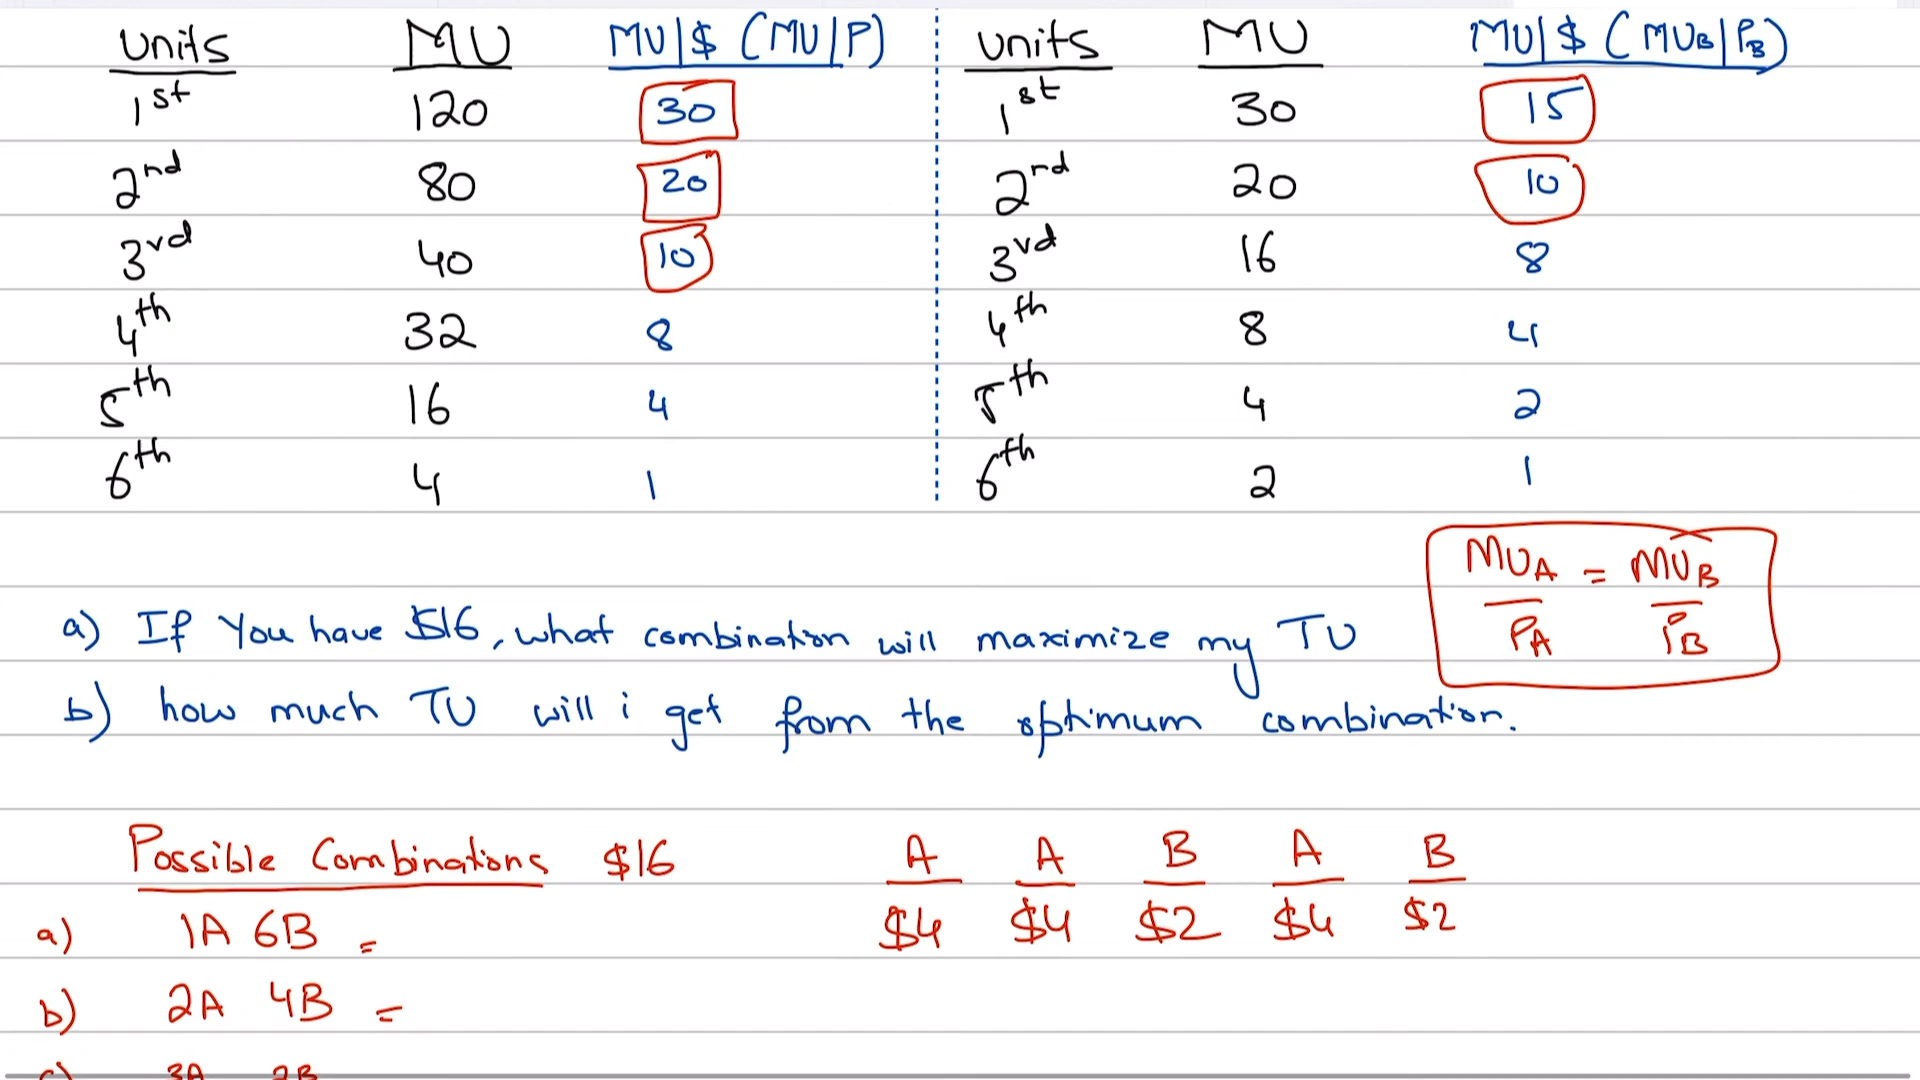 Units MU MU|$ (MU|P) Units MU MU|$ (MUB|PB)
1st 120 30 1st 30 15
2nd 80 20 2nd 20 10
3rd 40 10 3rd 16 8
4th 32 8 4th 8 4
5th 16 4 5th 4 2
6th 4 1 6th 2 1
MUA = MUB
PA PB
a) If You have $16, what combination will maximize my TU
b) how much TU will i get from the optimum combination.
Possible Combinations $16 A A B A B
a) 1A 6B = $4 $4 $2 $4 $2
b) 2A 4B =
c) 3A 2B